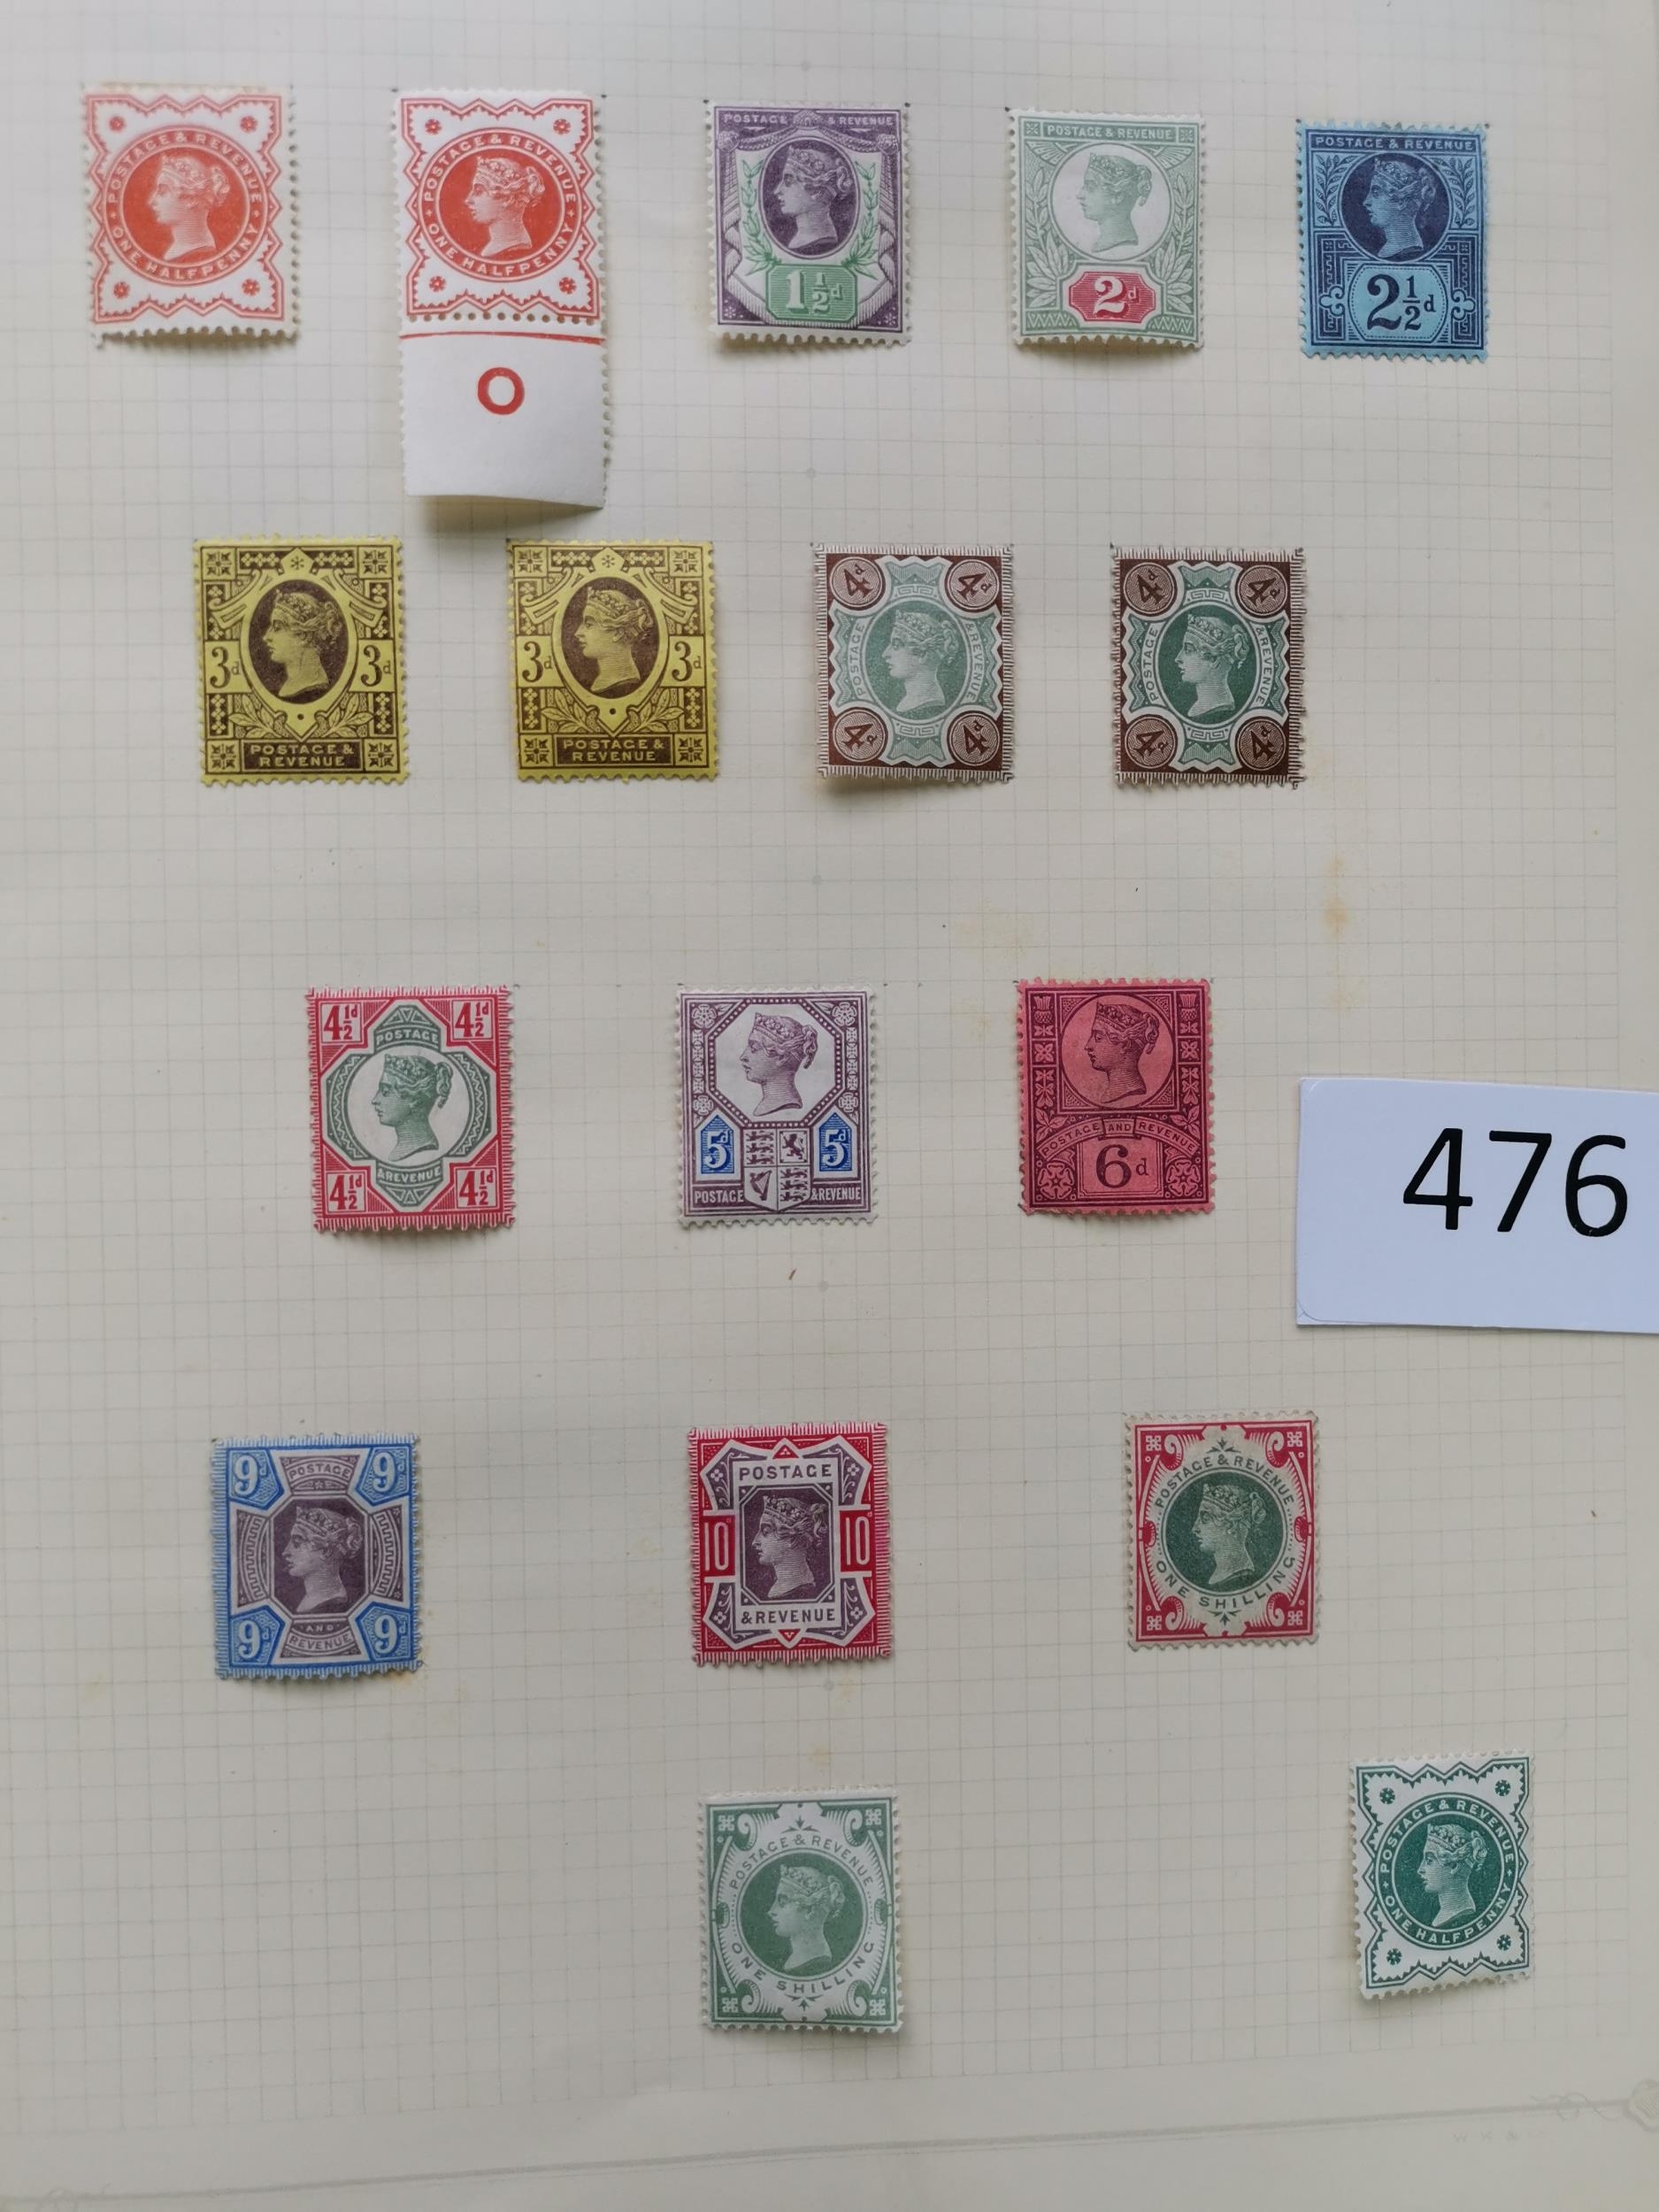 POSTAGE & REVENUE
ONE HALFPENNY
POSTAGE & REVENUE
ONE HALFPENNY
O
POSTAGE & REVENUE
1½d
POSTAGE & REVENUE
2d
POSTAGE & REVENUE
2½d
3d 3d
POSTAGE &
REVENUE
3d 3d
POSTAGE &
REVENUE
4d 4d
POSTAGE & REVENUE
4d 4d
4d 4d
POSTAGE & REVENUE
4d 4d
4½d 4½d
POSTAGE
& REVENUE
4½d 4½d
5d 5d
POSTAGE & REVENUE
POSTAGE AND REVENUE
6d
476
9d 9d
POSTAGE
AND
REVENUE
9d 9d
POSTAGE
10d 10d
& REVENUE
POSTAGE & REVENUE
ONE SHILLING
POSTAGE & REVENUE
ONE SHILLING
POSTAGE & REVENUE
ONE HALFPENNY